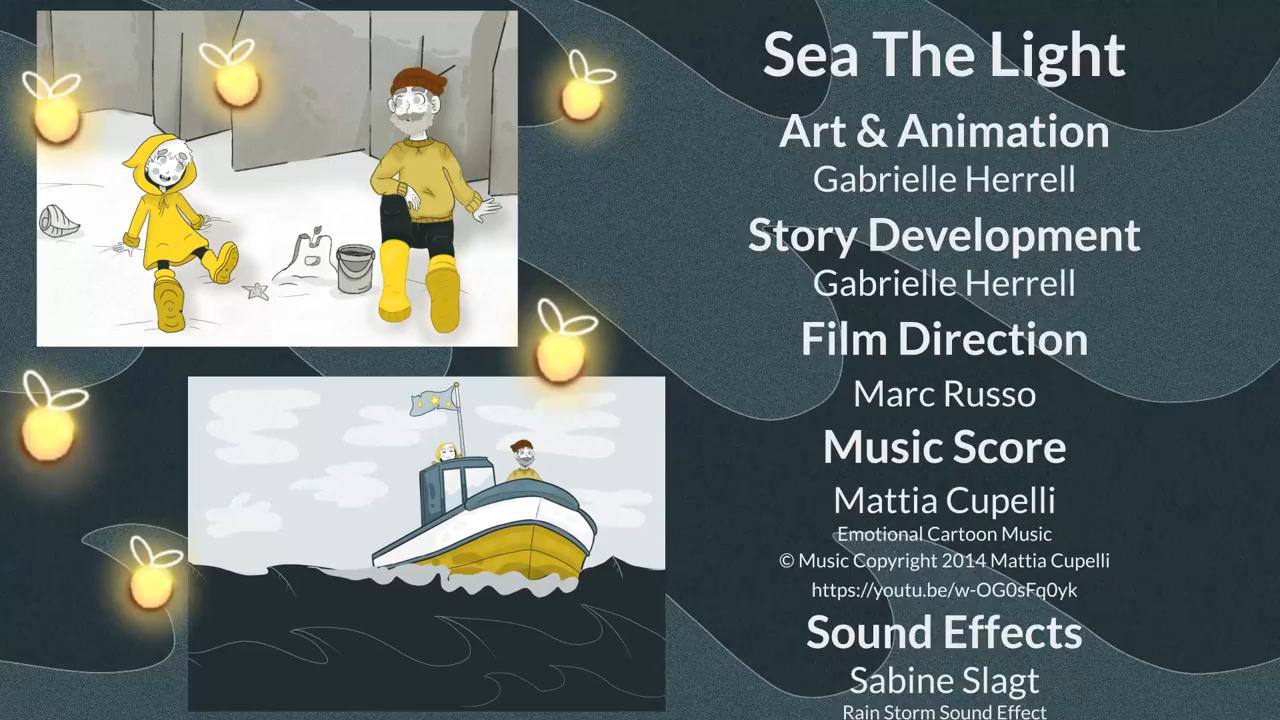 Sea The Light
Art & Animation
Gabrielle Herrell
Story Development
Gabrielle Herrell
Film Direction
Marc Russo
Music Score
Mattia Cupelli
Emotional Cartoon Music
© Music Copyright 2014 Mattia Cupelli
https://youtu.be/w-OG0sFq0yk
Sound Effects
Sabine Slagt
Rain Storm Sound Effect